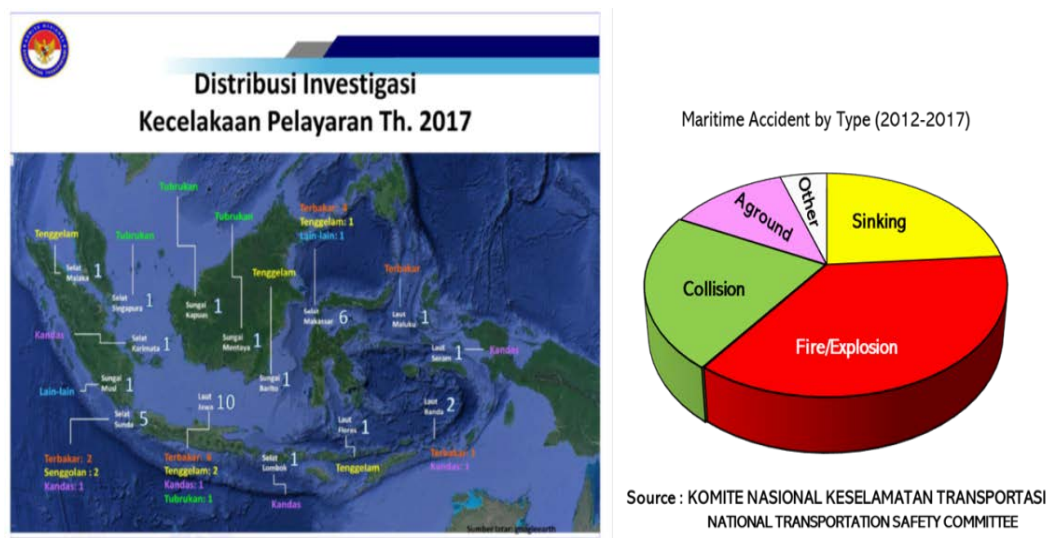 Distribusi Investigasi
Kecelakaan Pelayaran Th. 2017
Tubrukan
Tenggelam
Tubrukan
Tubrukan
Terbakar:
Tenggelam: 1
Lain-lain: 1
Tenggelam
Terbakar
Selat
Malaka 1
Selat
Singapura 1
Sungai
Kapuas 1
Selat
Makassar 6
Laut
Maluku 1
Kandas
Selat
Karimata 1
Sungai
Mentaya 1
Laut
Seram 1
Kandas
Lain-lain
Sungai
Musi 1
Sungai
Barito 1
Laut
Jawa 10
Laut
Banda 2
Selat
Sunda 5
Laut
Flores 1
Terbakar: 2
Senggolan : 2
Kandas: 1
Terbakar:
Tenggelam: 2
Kandas: 1
Tubrukan: 1
Selat
Lombok 1
Kandas
Tenggelam
Terbakar: 1
Kandas: 1
Maritime Accident by Type (2012-2017)
Other
Aground
Sinking
Collision
Fire/Explosion
Source : KOMITE NASIONAL KESELAMATAN TRANSPORTASI
NATIONAL TRANSPORTATION SAFETY COMMITTEE